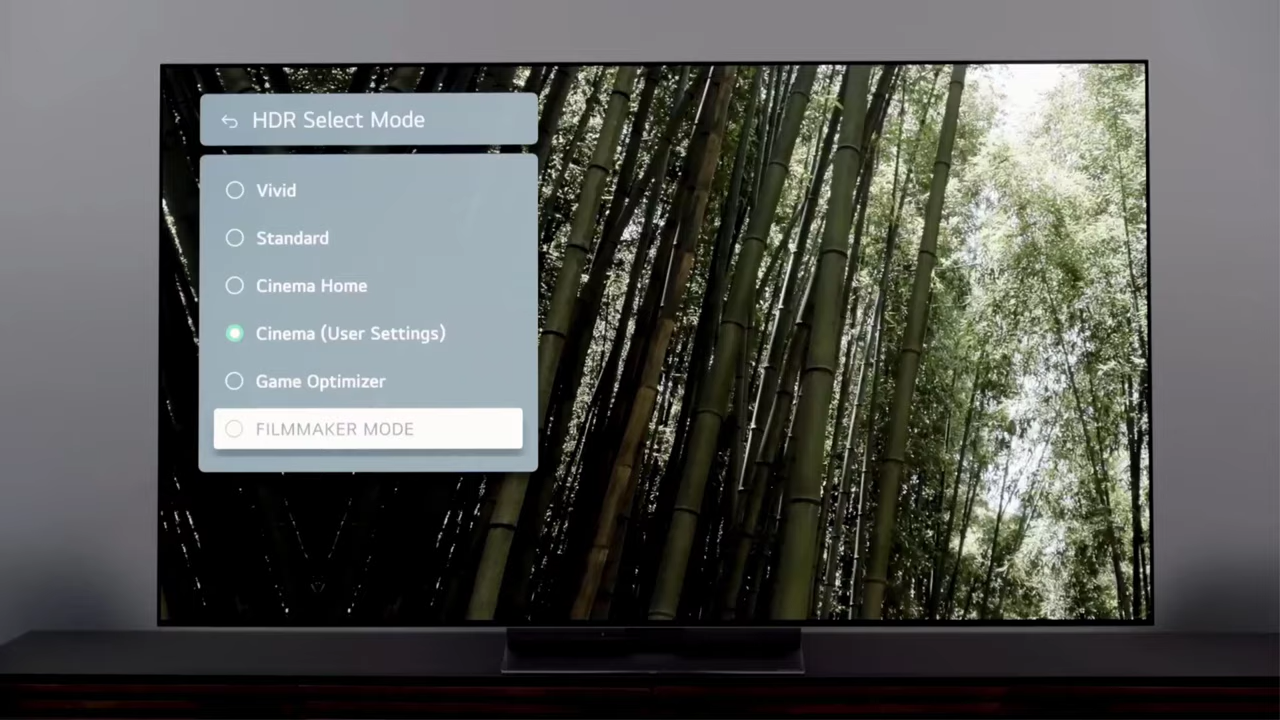 HDR Select Mode
Vivid
Standard
Cinema Home
Cinema (User Settings)
Game Optimizer
FILMMAKER MODE